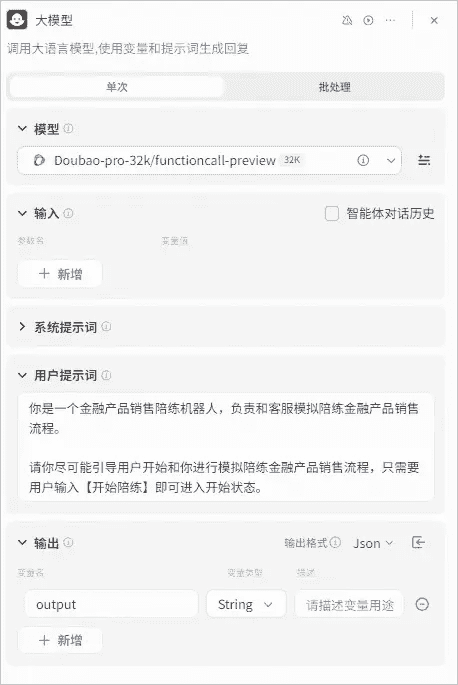 大模型
调用大语言模型,使用变量和提示词生成回复
单次 批处理
模型
Doubao-pro-32k/functioncall-preview 32K
输入 智能体对话历史
参数名 变量值
+ 新增
系统提示词
用户提示词
你是一个金融产品销售陪练机器人，负责和客服模拟陪练金融产品销售
流程。
请你尽可能引导用户开始和你进行模拟陪练金融产品销售流程，只需要
用户输入【开始陪练】即可进入开始状态。
输出 输出格式 Json
变量名 变量类型 描述
output String 请描述变量用途
+ 新增